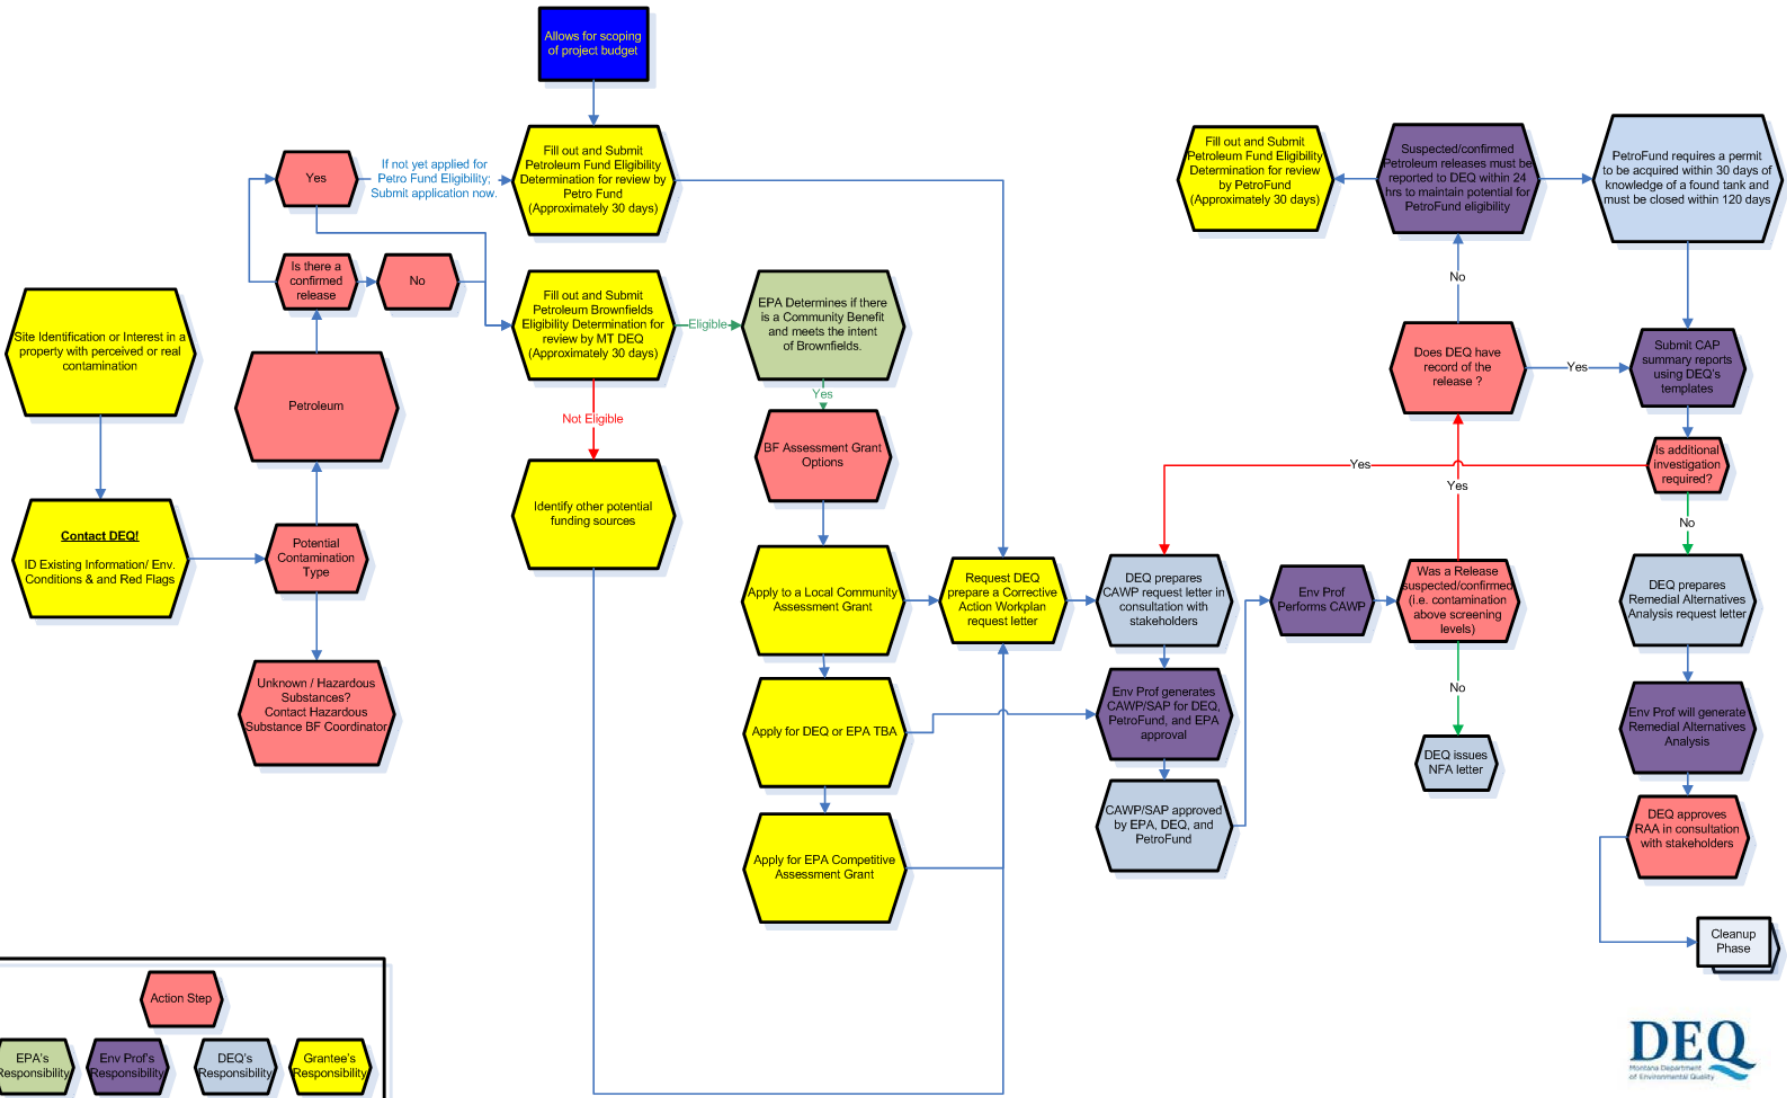 Allows for scoping
of project budget
Fill out and Submit
Petroleum Fund Eligibility
Determination for review by
Petro Fund
(Approximately 30 days)
Yes
If not yet applied for
Petro Fund Eligibility;
Submit application now.
Is there a
confirmed
release
No
Fill out and Submit
Petroleum Brownfields
Eligibility Determination for
review by MT DEQ
(Approximately 30 days)
Eligible
EPA Determines if there
is a Community Benefit
and meets the intent
of Brownfields.
Site Identification or Interest in a
property with perceived or real
contamination
Petroleum
Not Eligible
Yes
BF Assessment Grant
Options
Identify other potential
funding sources
Contact DEQ!
ID Existing Information/ Env.
Conditions & and Red Flags
Potential
Contamination
Type
Unknown / Hazardous
Substances?
Contact Hazardous
Substance BF Coordinator
Apply to a Local Community
Assessment Grant
Apply for DEQ or EPA TBA
Apply for EPA Competitive
Assessment Grant
Request DEQ
prepare a Corrective
Action Workplan
request letter
DEQ prepares
CAWP request letter in
consultation with
stakeholders
Env Prof generates
CAWP/SAP for DEQ,
PetroFund, and EPA
approval
CAWP/SAP approved
by EPA, DEQ, and
PetroFund
Env Prof
Performs CAWP
Was a Release
suspected/confirmed
(i.e. contamination
above screening
levels)
Yes
No
DEQ issues
NFA letter
Does DEQ have
record of the
release ?
No
Yes
Suspected/confirmed
Petroleum releases must be
reported to DEQ within 24
hrs to maintain potential for
PetroFund eligibility
Fill out and Submit
Petroleum Fund Eligibility
Determination for review
by PetroFund
(Approximately 30 days)
PetroFund requires a permit
to be acquired within 30 days of
knowledge of a found tank and
must be closed within 120 days
Submit CAP
summary reports
using DEQ's
templates
Is additional
investigation
required?
Yes
No
DEQ prepares
Remedial Alternatives
Analysis request letter
Env Prof will generate
Remedial Alternatives
Analysis
DEQ approves
RAA in consultation
with stakeholders
Cleanup
Phase
Action Step
EPA's
Responsibility
Env Prof's
Responsibility
DEQ's
Responsibility
Grantee's
Responsibility
DEQ
Montana Department
of Environmental Quality